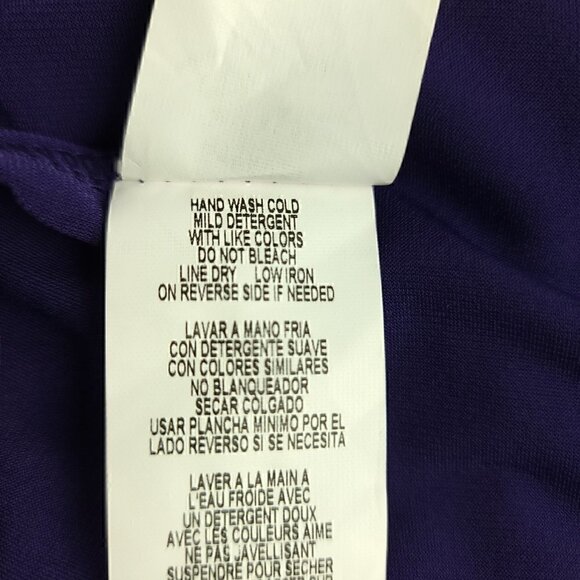 HAND WASH COLD
MILD DETERGENT
WITH LIKE COLORS
DO NOT BLEACH
LINE DRY LOW IRON
ON REVERSE SIDE IF NEEDED
LAVAR A MANO FRIA
CON DETERGENTE SUAVE
CON COLORES SIMILARES
NO BLANQUEADOR
SECAR COLGADO
USAR PLANCHA MINIMO POR EL
LADO REVERSO SI SE NECESITA
LAVER A LA MAIN A
L'EAU FROIDE AVEC
UN DETERGENT DOUX
AVEC LES COULEURS AIME
NE PAS JAVELLISANT
SUSPENDRE POUR SECHER